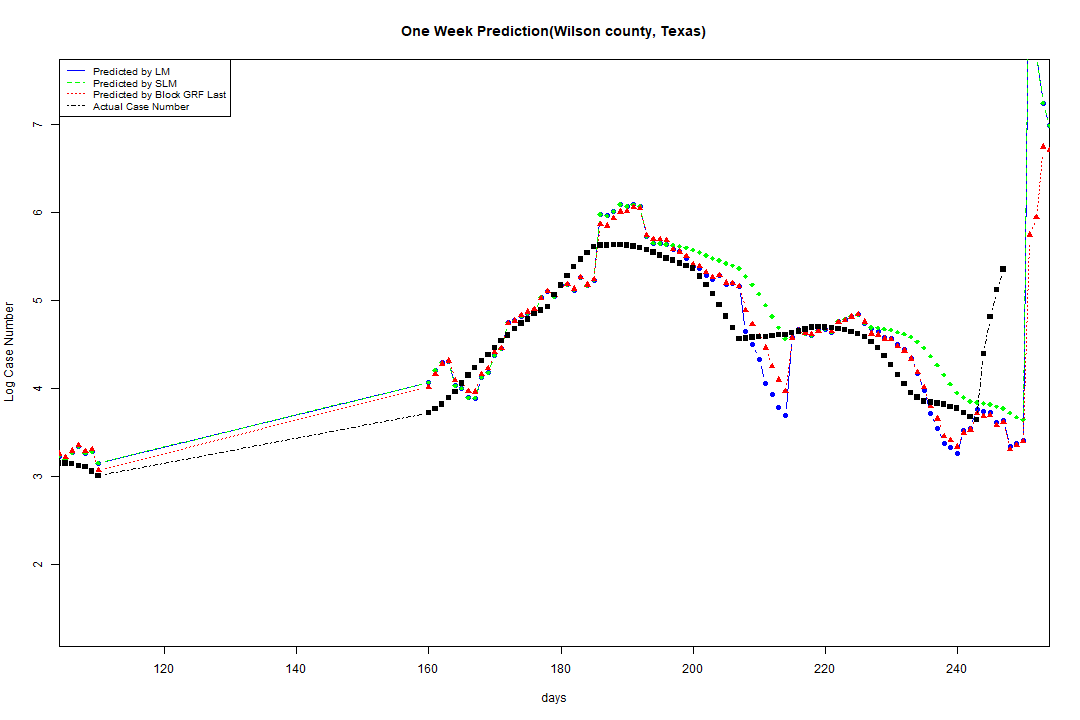 One Week Prediction(Wilson county, Texas)
Predicted by LM
Predicted by SLM
Predicted by Block GRF Last
Actual Case Number
Log Case Number
7
6
5
4
3
2
120 140 160 180 200 220 240
days